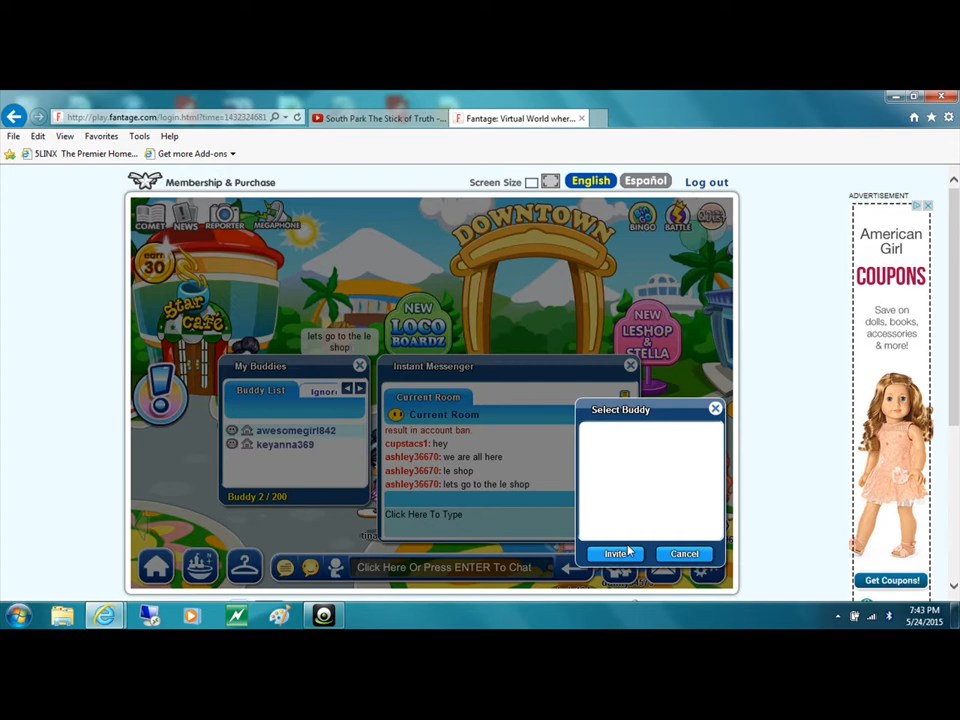 http://play.fantage.com/login.html?time=1432324681
South Park The Stick of Truth -...
Fantage: Virtual World wher...
File Edit View Favorites Tools Help
5LINX The Premier Home...
Get more Add-ons
Membership & Purchase
Screen Size
English
Español
Log out
COMET
NEWS
REPORTER
MEGAPHONE
DOWNTOWN
BINGO
BATTLE
EARN
30
Star
Café
NEW
LOCO
BOARDZ
NEW
LESHOP
&
STELLA
lets go to the le
shop
My Buddies
Buddy List
Ignor
awesomegirl842
keyanna369
Buddy 2 / 200
Instant Messenger
Current Room
Current Room
result in account ban.
cupstacs1: hey
ashley36670: we are all here
ashley36670: le shop
ashley36670: lets go to the le shop
Click Here To Type
Select Buddy
Invite
Cancel
Click Here Or Press ENTER To Chat
ADVERTISEMENT
American
Girl
COUPONS
Save on
dolls, books,
accessories
& more!
Get Coupons!
7:43 PM
5/24/2015